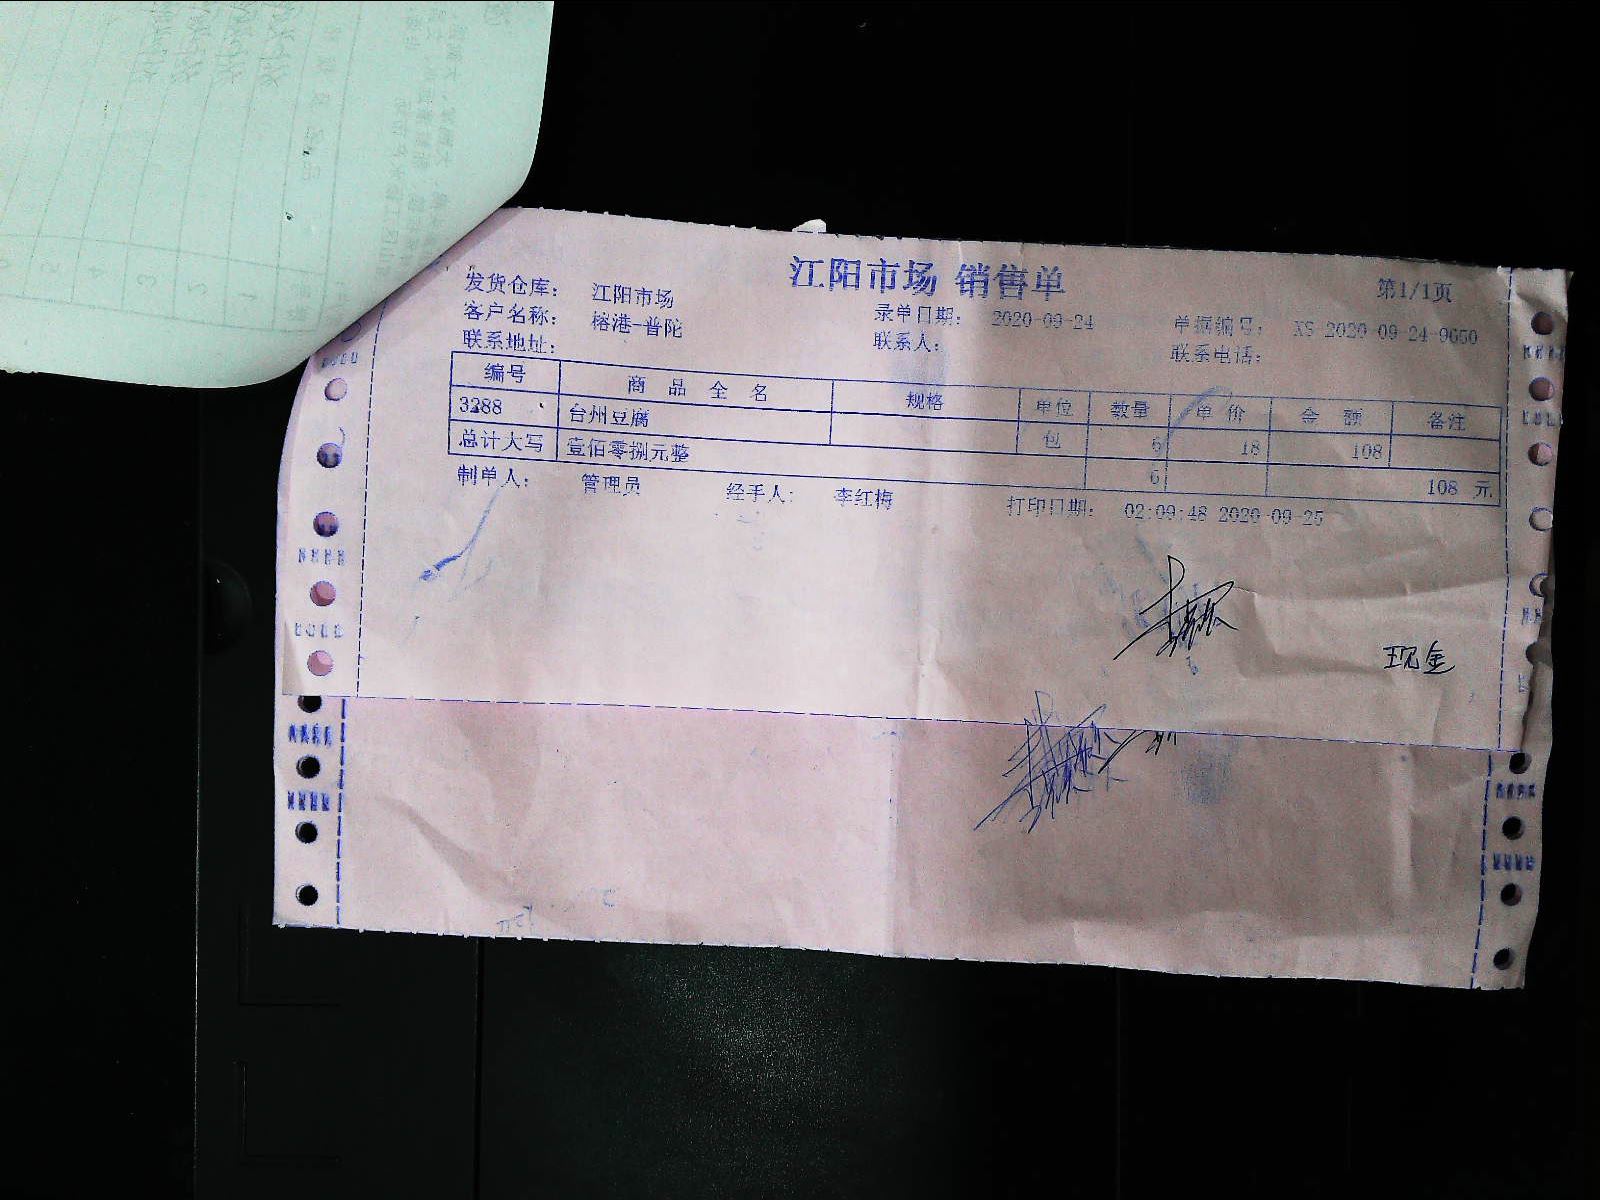 江阳市场 销售单
第1/1页
发货仓库： 江阳市场
客户名称： 榕港-普陀 录单日期： 2020-09-24 单据编号： XS-2020-09-24-9650
联系地址： 联系人： 联系电话：
编号 商品全名 规格 单位 数量 单价 金额 备注
3288 台州豆腐 包 6 18 108
总计大写 壹佰零捌元整 6 108 元
制单人： 管理员 经手人： 李红梅 打印日期： 02:09:48 2020-09-25
现金